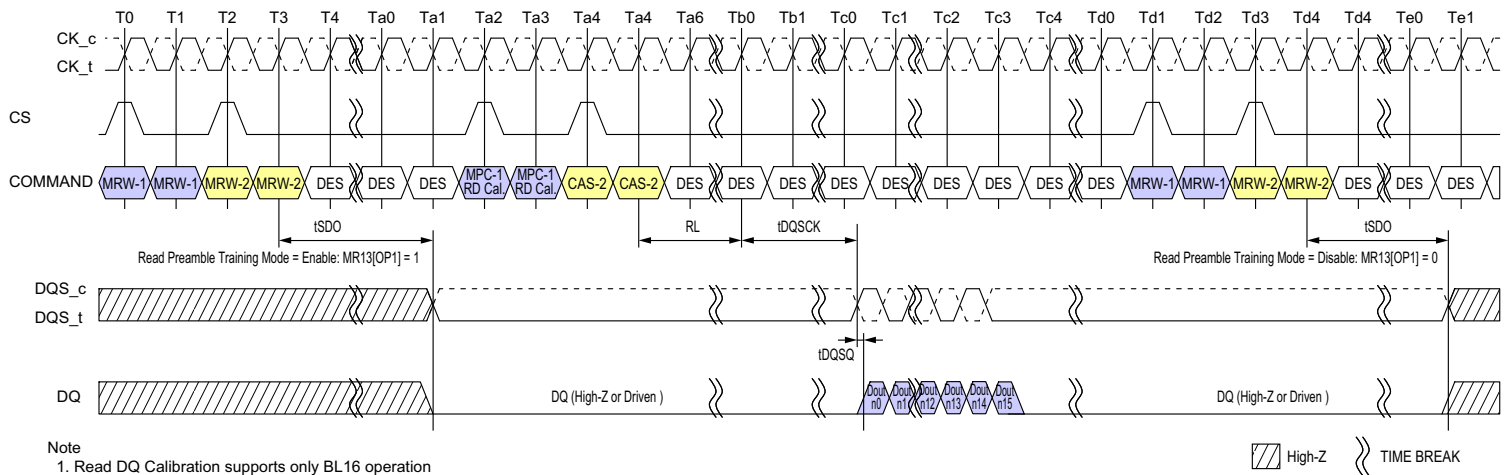 T0 T1 T2 T3 T4 Ta0 Ta1 Ta2 Ta3 Ta4 Ta4 Ta6 Tb0 Tb1 Tc0 Tc1 Tc2 Tc3 Tc4 Td0 Td1 Td2 Td3 Td4 Td4 Te0 Te1
CK_c
CK_t
CS
COMMAND MRW-1 MRW-1 MRW-2 MRW-2 DES DES DES MPC-1 RD Cal. MPC-1 RD Cal. CAS-2 CAS-2 DES DES DES DES DES DES DES DES DES MRW-1 MRW-1 MRW-2 MRW-2 DES DES DES
tSDO RL tDQSCK tSDO
Read Preamble Training Mode = Enable: MR13[OP1] = 1 Read Preamble Training Mode = Disable: MR13[OP1] = 0
DQS_c
DQS_t
tDQSQ
DQ DQ (High-Z or Driven ) Dout n0 Dout n1 Dout n12 Dout n13 Dout n14 Dout n15 DQ (High-Z or Driven )
Note
1. Read DQ Calibration supports only BL16 operation
High-Z TIME BREAK